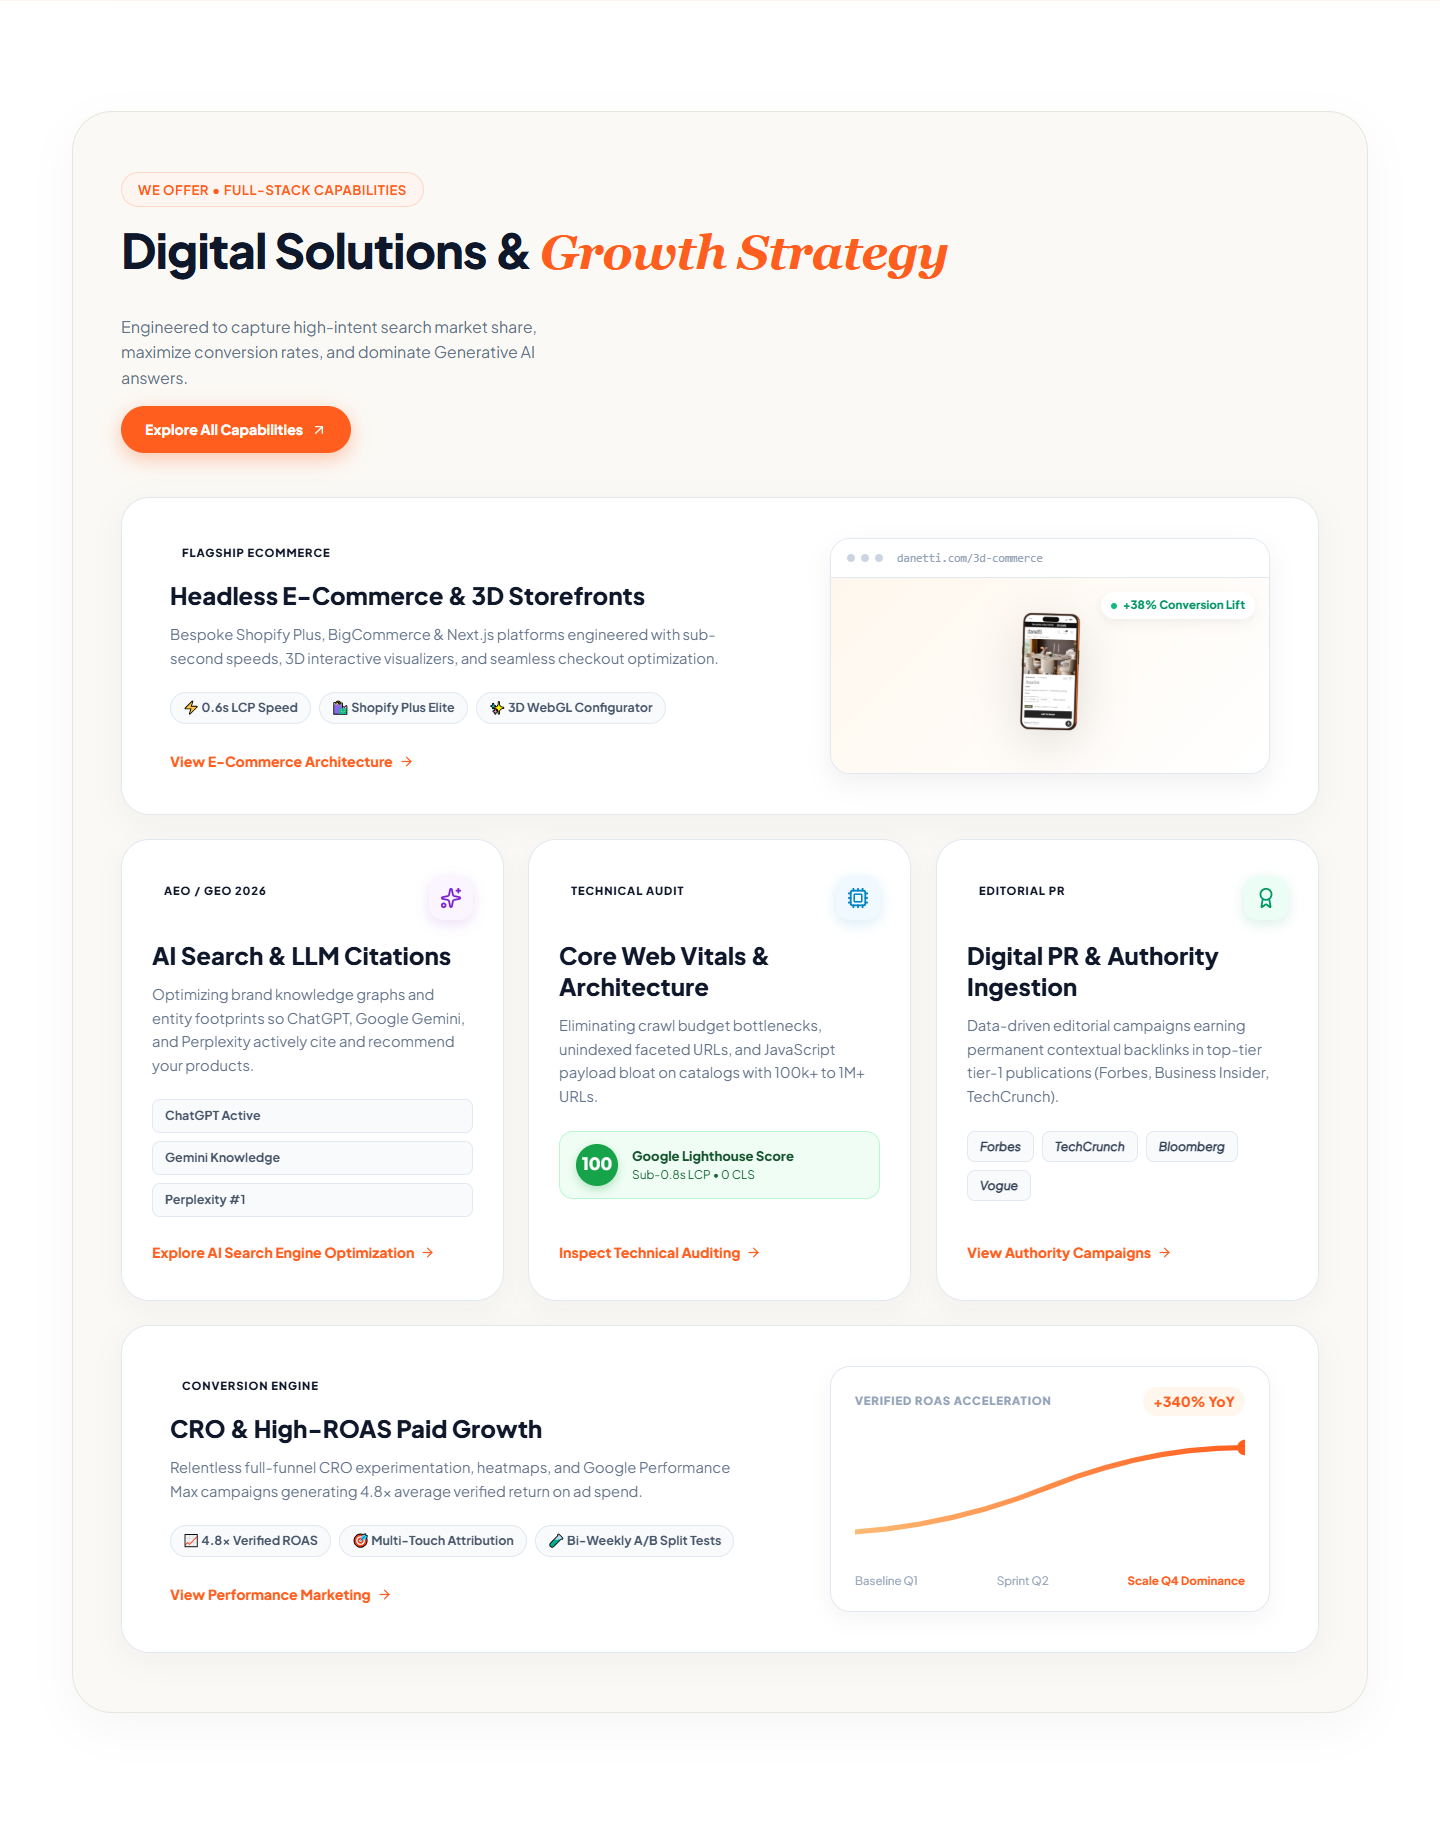 WE OFFER • FULL-STACK CAPABILITIES
Digital Solutions & Growth Strategy
Engineered to capture high-intent search market share,
maximize conversion rates, and dominate Generative AI
answers.
Explore All Capabilities
FLAGSHIP ECOMMERCE
Headless E-Commerce & 3D Storefronts
Bespoke Shopify Plus, BigCommerce & Next.js platforms engineered with sub-
second speeds, 3D interactive visualizers, and seamless checkout optimization.
⚡ 0.6s LCP Speed
🛍️ Shopify Plus Elite
✨ 3D WebGL Configurator
View E-Commerce Architecture →
danetti.com/3d-commerce
+38% Conversion Lift
danetti
AEO / GEO 2026
AI Search & LLM Citations
Optimizing brand knowledge graphs and
entity footprints so ChatGPT, Google Gemini,
and Perplexity actively cite and recommend
your products.
ChatGPT Active
Gemini Knowledge
Perplexity #1
Explore AI Search Engine Optimization →
TECHNICAL AUDIT
Core Web Vitals &
Architecture
Eliminating crawl budget bottlenecks,
unindexed faceted URLs, and JavaScript
payload bloat on catalogs with 100k+ to 1M+
URLs.
100
Google Lighthouse Score
Sub-0.8s LCP • 0 CLS
Inspect Technical Auditing →
EDITORIAL PR
Digital PR & Authority
Ingestion
Data-driven editorial campaigns earning
permanent contextual backlinks in top-tier
tier-1 publications (Forbes, Business Insider,
TechCrunch).
Forbes
TechCrunch
Bloomberg
Vogue
View Authority Campaigns →
CONVERSION ENGINE
CRO & High-ROAS Paid Growth
Relentless full-funnel CRO experimentation, heatmaps, and Google Performance
Max campaigns generating 4.8x average verified return on ad spend.
📈 4.8x Verified ROAS
🎯 Multi-Touch Attribution
🧪 Bi-Weekly A/B Split Tests
View Performance Marketing →
VERIFIED ROAS ACCELERATION
+340% YoY
Baseline Q1
Sprint Q2
Scale Q4 Dominance